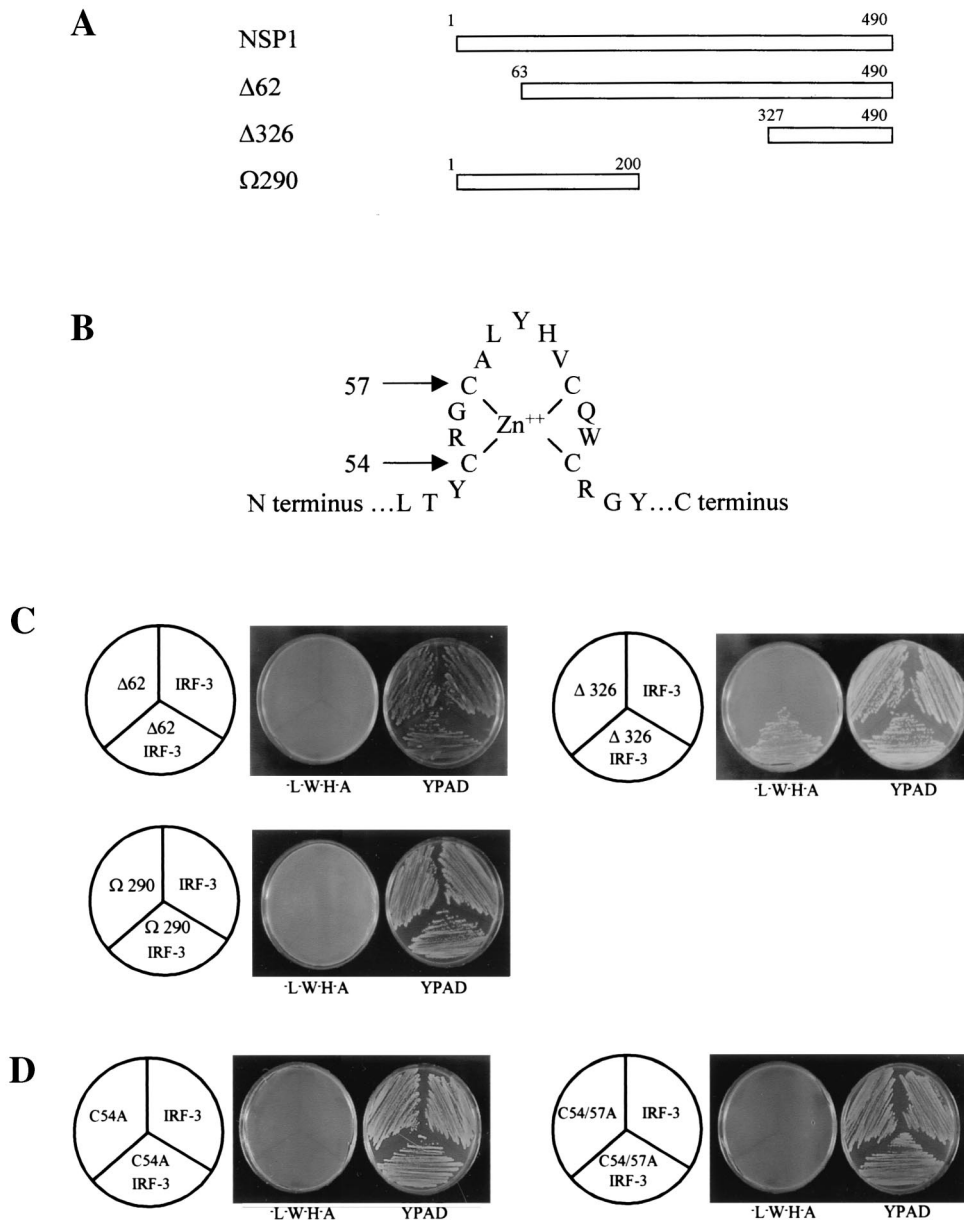 A
NSP1
1 490
Δ62
63 490
Δ326
327 490
Ω290
1 200
B
L Y H
A V
57 C C
G Zn++ Q
R W
54 C C
Y R
N terminus ...L T G Y...C terminus
C
Δ62 IRF-3
Δ62
IRF-3
-L-W-H-A YPAD
Δ 326 IRF-3
Δ 326
IRF-3
-L-W-H-A YPAD
Ω 290 IRF-3
Ω 290
IRF-3
-L-W-H-A YPAD
D
C54A IRF-3
C54A
IRF-3
-L-W-H-A YPAD
C54/57A IRF-3
C54/57A
IRF-3
-L-W-H-A YPAD